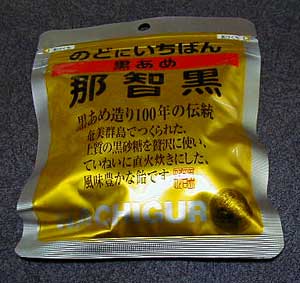 のどにいちばん
黒あめ
那智黒
黒あめ造り100年の伝統
奄美群島でつくられた、
上質の黒砂糖を贅沢に使い、
ていねいに直火炊きにした、
風味豊かな飴です。
NACHIGURO